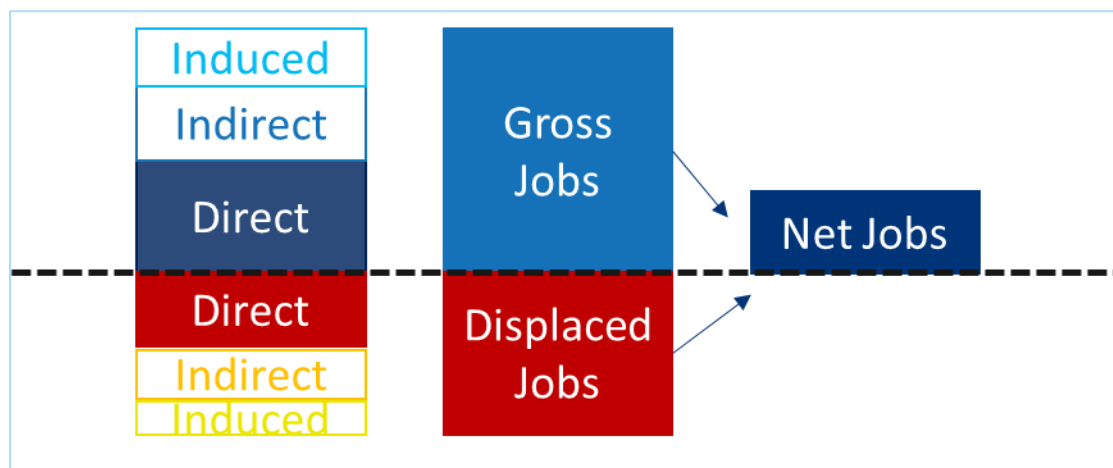 Induced
Indirect
Direct
Direct
Indirect
Induced
Gross
Jobs
Displaced
Jobs
Net Jobs